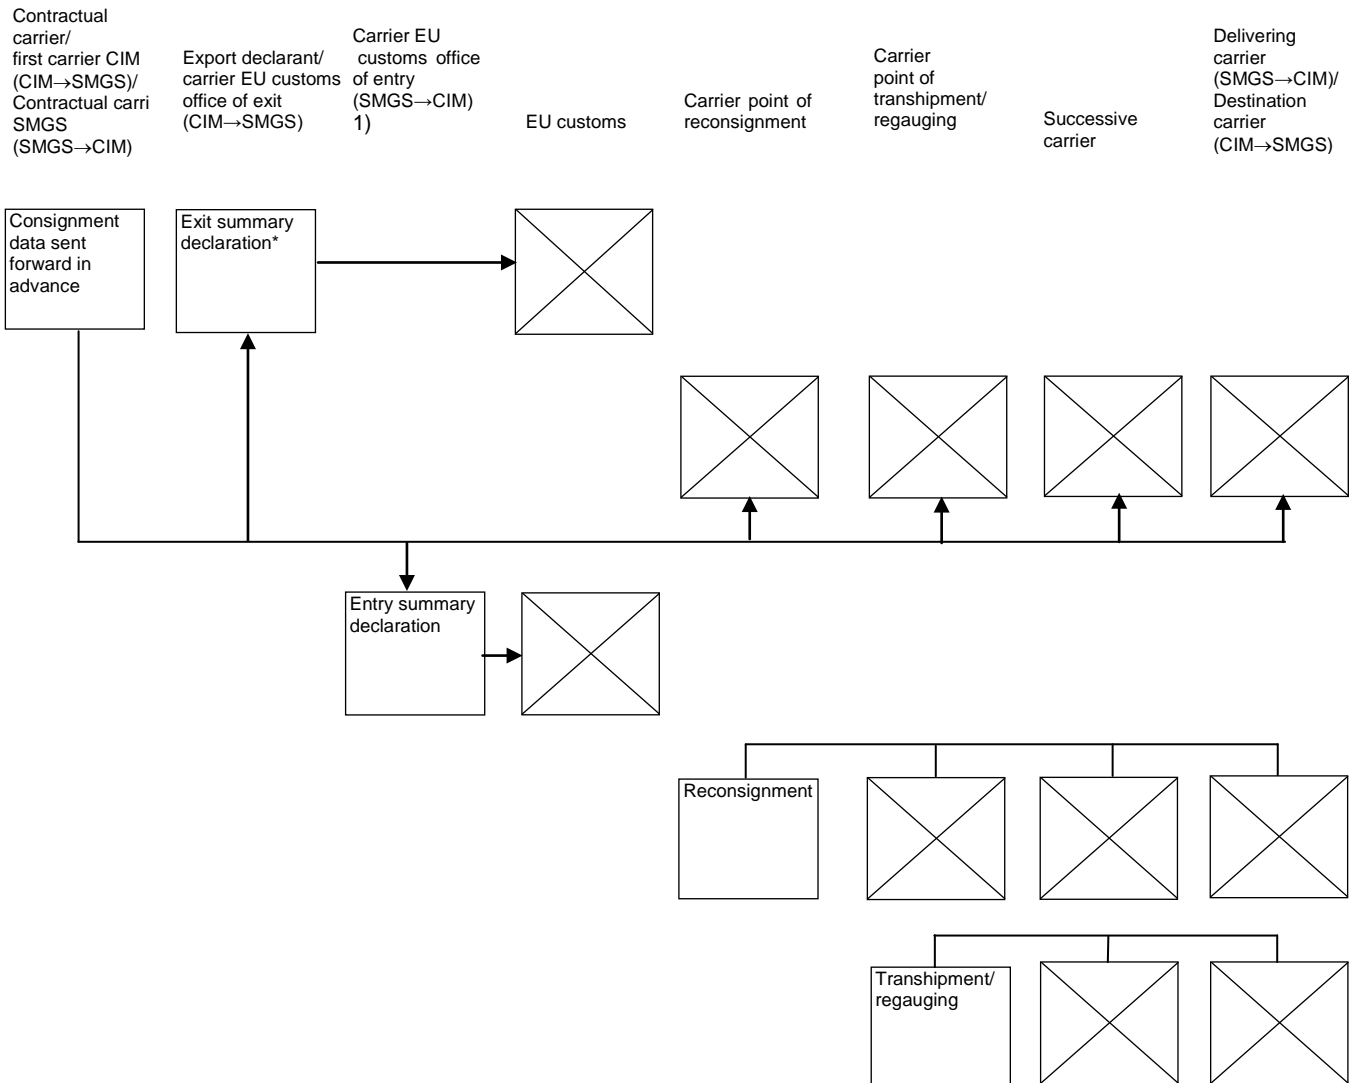 Contractual
carrier/
first carrier CIM
(CIM→SMGS)/
Contractual carri
SMGS
(SMGS→CIM)
Export declarant/
carrier EU customs
office of exit
(CIM→SMGS)
Carrier EU
customs office
of entry
(SMGS→CIM)
1)
EU customs
Carrier point of
reconsignment
Carrier
point of
transhipment/
regauging
Successive
carrier
Delivering
carrier
(SMGS→CIM)/
Destination
carrier
(CIM→SMGS)
Consignment
data sent
forward in
advance
Exit summary
declaration*
Entry summary
declaration
Reconsignment
Transhipment/
regauging